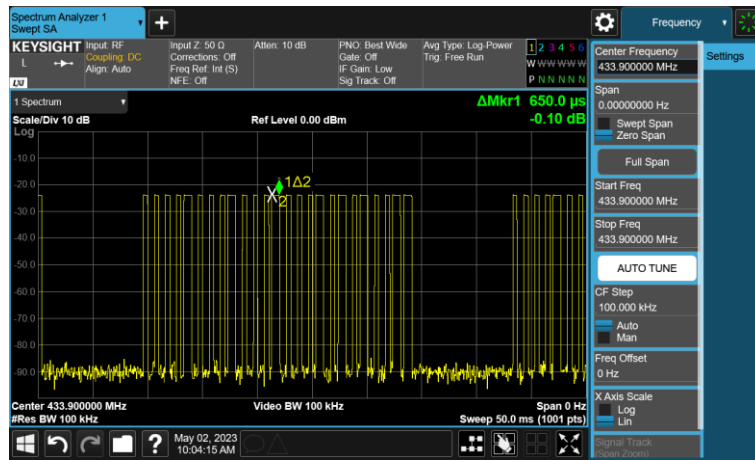 Spectrum Analyzer 1
Swept SA
Frequency
KEYSIGHT
L
LXI
Input: RF
Coupling: DC
Align: Auto
Input Z: 50 Ω
Corrections: Off
Freq Ref: Int (S)
NFE: Off
Atten: 10 dB
PNO: Best Wide
Gate: Off
IF Gain: Low
Sig Track: Off
Avg Type: Log-Power
Trig: Free Run
1 2 3 4 5 6
W W W W W W
P N N N N N
1 Spectrum
Scale/Div 10 dB
Log
Ref Level 0.00 dBm
ΔMkr1 650.0 µs
-0.10 dB
-10.0
-20.0
-30.0
-40.0
-50.0
-60.0
-70.0
-80.0
-90.0
1Δ2
2
Center 433.900000 MHz
#Res BW 100 kHz
Video BW 100 kHz
Span 0 Hz
Sweep 50.0 ms (1001 pts)
?
May 02, 2023
10:04:15 AM
Center Frequency
433.900000 MHz
Span
0.00000000 Hz
Swept Span
Zero Span
Full Span
Start Freq
433.900000 MHz
Stop Freq
433.900000 MHz
AUTO TUNE
CF Step
100.000 kHz
Auto
Man
Freq Offset
0 Hz
X Axis Scale
Log
Lin
Signal Track
(Span Zoom)
Settings